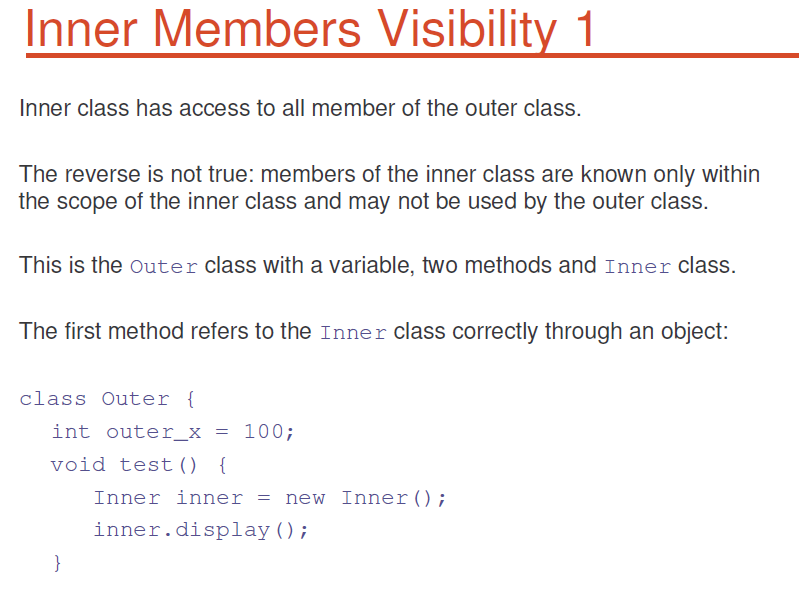 Inner Members Visibility 1
Inner class has access to all member of the outer class.
The reverse is not true: members of the inner class are known only within
the scope of the inner class and may not be used by the outer class.
This is the Outer class with a variable, two methods and Inner class.
The first method refers to the Inner class correctly through an object:
class Outer {
int outer_x = 100;
void test() {
Inner inner = new Inner();
inner.display();
}